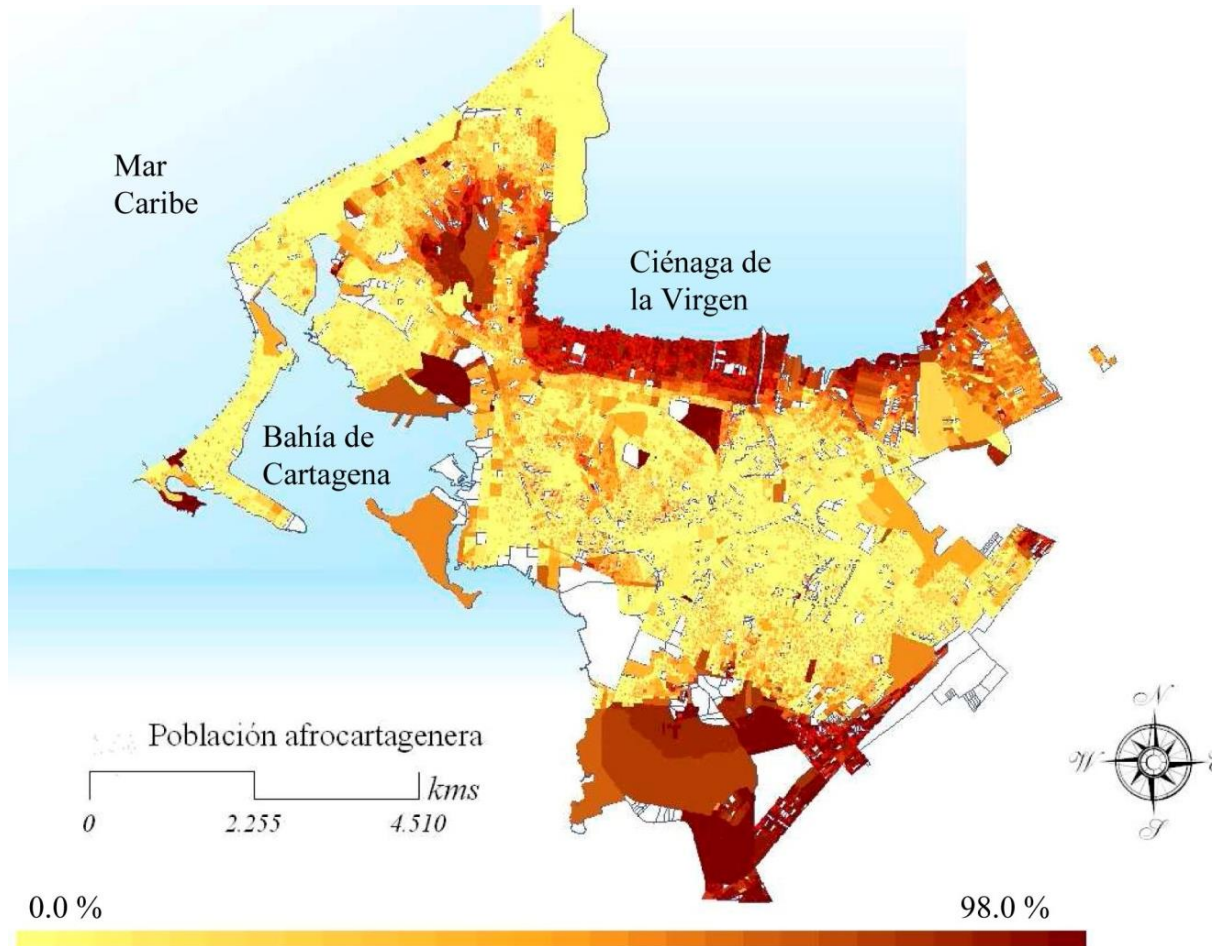 Mar
Caribe
Ciénaga de
la Virgen
Bahía de
Cartagena
Población afrocartagenera
kms
0 2.255 4.510
N
W E
S
0.0 % 98.0 %